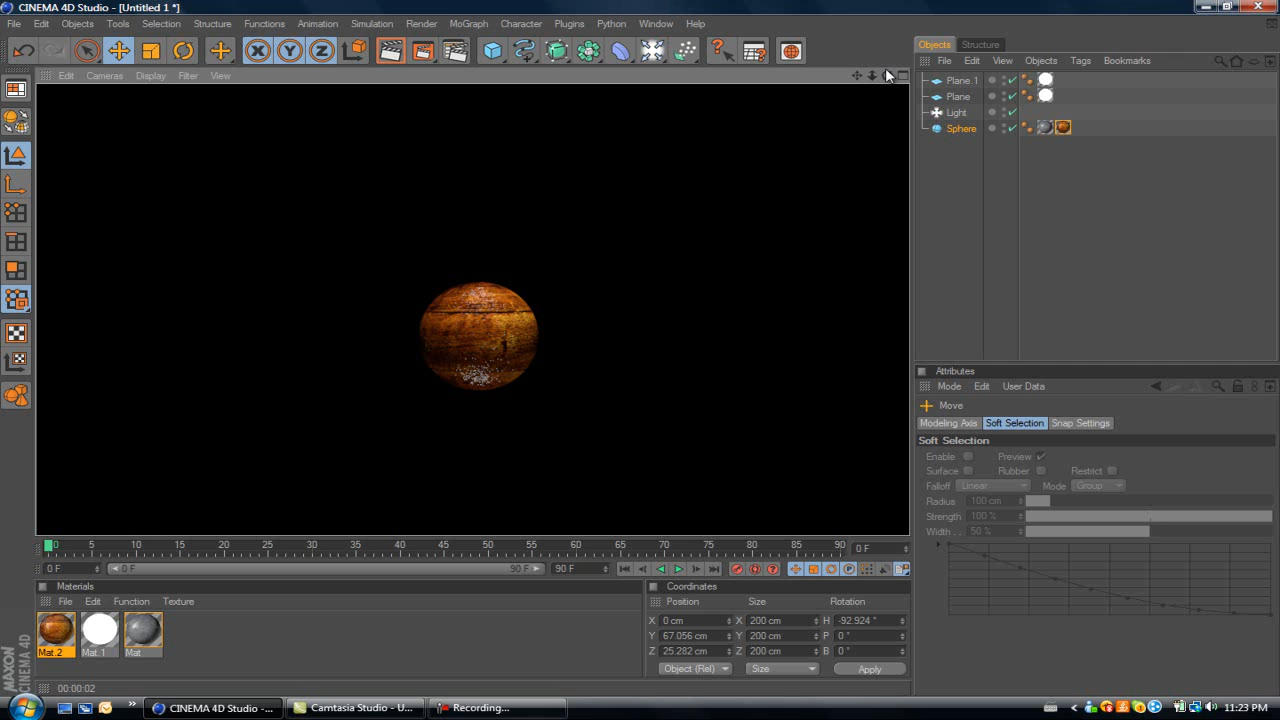 CINEMA 4D Studio - [Untitled 1 *]
File Edit Objects Tools Selection Structure Functions Animation Simulation Render MoGraph Character Plugins Python Window Help
X Y Z
Edit Cameras Display Filter View
Objects Structure
File Edit View Objects Tags Bookmarks
Plane.1
Plane
Light
Sphere
Attributes
Mode Edit User Data
Move
Modeling Axis Soft Selection Snap Settings
Soft Selection
Enable Preview
Surface Rubber Restrict
Falloff Linear Mode Group
Radius 100 cm
Strength 100 %
Width . . 50 %
0 5 10 15 20 25 30 35 40 45 50 55 60 65 70 75 80 85 90 0 F
0 F 0 F 90 F 90 F
Materials
File Edit Function Texture
Mat.2 Mat.1 Mat
Coordinates
Position Size Rotation
X 0 cm X 200 cm H -92.924 °
Y 67.056 cm Y 200 cm P 0 °
Z 25.282 cm Z 200 cm B 0 °
Object (Rel) Size Apply
MAXON
CINEMA 4D
00:00:02
CINEMA 4D Studio -... Camtasia Studio - U... Recording... 11:23 PM